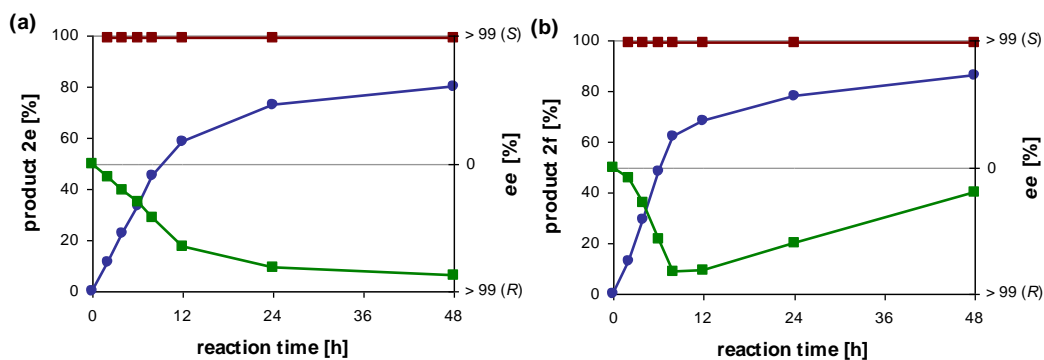 (a)
100
80
60
40
20
0
product 2e [%]
> 99 (S)
0
> 99 (R)
ee [%]
0 12 24 36 48
reaction time [h]
(b)
100
80
60
40
20
0
product 2f [%]
> 99 (S)
0
> 99 (R)
ee [%]
0 12 24 36 48
reaction time [h]